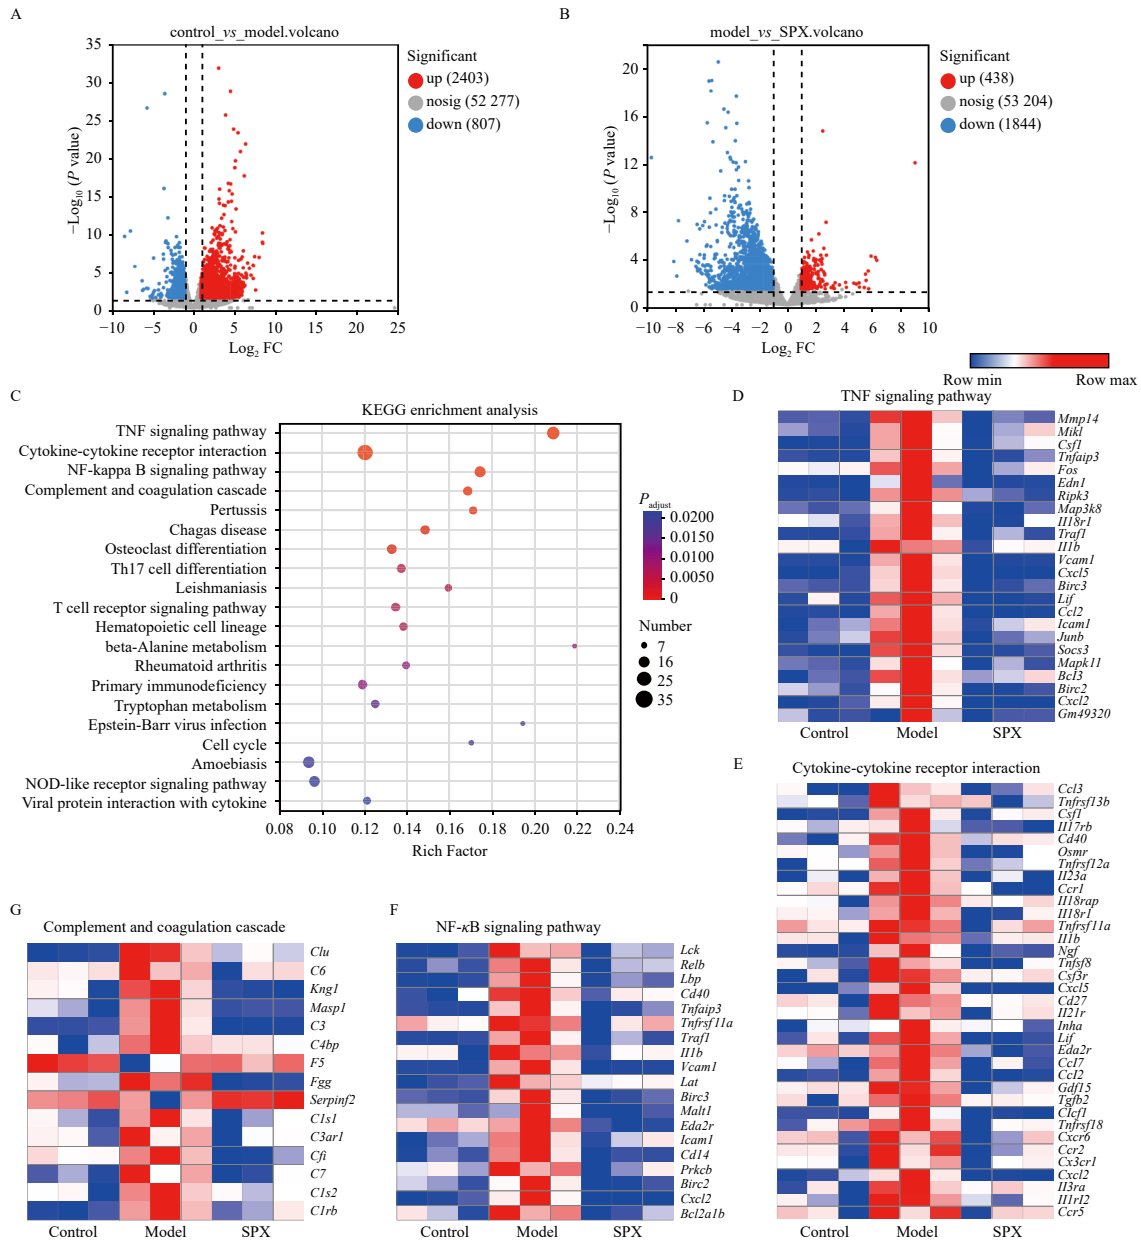 A
control_vs_model.volcano
−Log10 (P value)
35
30
25
20
15
10
5
0
−10
−5
0
5
10
15
20
25
Log2 FC
Significant
up (2403)
nosig (52 277)
down (807)
B
model_vs_SPX.volcano
−Log10 (P value)
20
16
12
8
4
0
−10
−8
−6
−4
−2
0
2
4
6
8
10
Log2 FC
Significant
up (438)
nosig (53 204)
down (1844)
Row min
Row max
C
KEGG enrichment analysis
TNF signaling pathway
Cytokine-cytokine receptor interaction
NF-kappa B signaling pathway
Complement and coagulation cascade
Pertussis
Chagas disease
Osteoclast differentiation
Th17 cell differentiation
Leishmaniasis
T cell receptor signaling pathway
Hematopoietic cell lineage
beta-Alanine metabolism
Rheumatoid arthritis
Primary immunodeficiency
Tryptophan metabolism
Epstein-Barr virus infection
Cell cycle
Amoebiasis
NOD-like receptor signaling pathway
Viral protein interaction with cytokine
0.08
0.10
0.12
0.14
0.16
0.18
0.20
0.22
0.24
Rich Factor
Padjust
0.0200
0.0150
0.0100
0.0050
0
Number
7
16
25
35
D
TNF signaling pathway
Mmp14
Mikl
Csf1
Tnfaip3
Fos
Edn1
Ripk3
Map3k8
Il18r1
Traf1
Il1b
Vcam1
Cxcl5
Birc3
Lif
Ccl2
Icam1
Junb
Socs3
Mapk11
Bcl3
Birc2
Cxcl2
Gm49320
Control
Model
SPX
E
Cytokine-cytokine receptor interaction
Ccl3
Tnfrsf13b
Csf1
Il17rb
Cd40
Osmr
Tnfrsf12a
Il23a
Ccr1
Il18rap
Il18r1
Tnfrsf11a
Il1b
Ngf
Tnfsf8
Csf3r
Cxcl5
Cd27
Il21r
Inha
Lif
Eda2r
Ccl7
Ccl2
Gdf15
Tgfb2
Clcf1
Tnfrsf18
Cxcr6
Ccr2
Cx3cr1
Cxcl2
Il3ra
Il1rl2
Ccr5
Control
Model
SPX
G
Complement and coagulation cascade
Clu
C6
Kng1
Masp1
C3
C4bp
F5
Fgg
Serpinf2
C1s1
C3ar1
Cfi
C7
C1s2
C1rb
Control
Model
SPX
F
NF-κB signaling pathway
Lck
Relb
Lbp
Cd40
Tnfaip3
Tnfrsf11a
Traf1
Il1b
Vcam1
Lat
Birc3
Malt1
Eda2r
Icam1
Cd14
Prkcb
Birc2
Cxcl2
Bcl2a1b
Control
Model
SPX